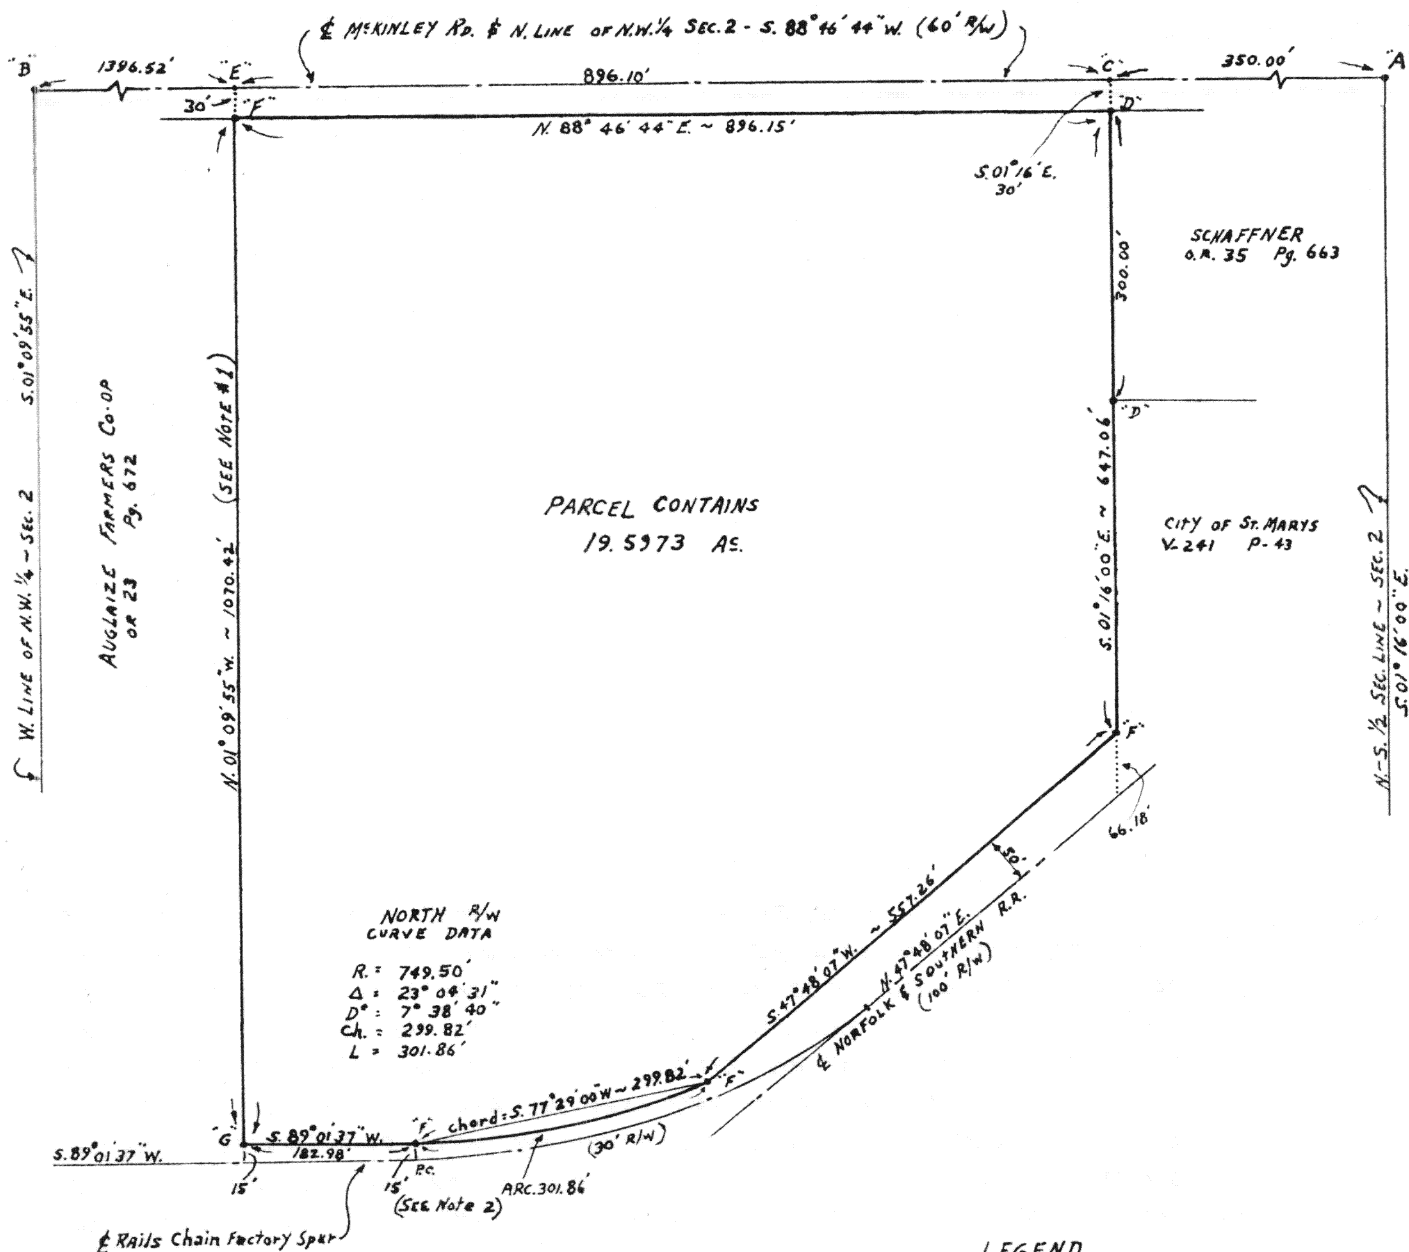 ℄ McKINLEY RD. & N. LINE OF N.W. ¼ SEC. 2 - S. 88° 46' 44" W. (60' R/W)
"B"
1396.52'
"E"
896.10'
"C"
350.00'
"A
30'
"F"
"D"
N. 88° 46' 44" E. ~ 896.15'
S. 01° 16' E.
30'
SCHAFFNER
O.R. 35 Pg. 663
300.00'
S. 01° 09' 55" E.
W. LINE OF N.W. ¼ ~ SEC. 2
AUGLAIZE FARMERS CO-OP
OR 23 Pg. 672
(SEE NOTE #1)
N. 01° 09' 55" W. ~ 1070.42'
"D"
PARCEL CONTAINS
19.5973 AC.
S. 01° 16' 00" E. ~ 647.06'
CITY OF ST. MARYS
V-241 P-43
N.-S. ½ SEC. LINE ~ SEC. 2
S. 01° 16' 00" E.
"F"
66.18'
50'
S. 47° 48' 07" W. ~ 557.26'
N. 47° 48' 07" E.
℄ NORFOLK & SOUTHERN R.R.
(100' R/W)
NORTH R/W
CURVE DATA
R. = 749.50'
Δ = 23° 04' 31"
D° = 7° 38' 40"
Ch. = 299.82'
L = 301.86'
chord = S. 77° 29' 00" W ~ 299.82'
"F"
"G"
S. 89° 01' 37" W.
182.98'
"F"
(30' R/W)
S. 89° 01' 37" W.
P.C.
15'
15'
ARC. 301.86'
(SEE Note 2)
℄ RAils Chain Factory Spur
LEGEND